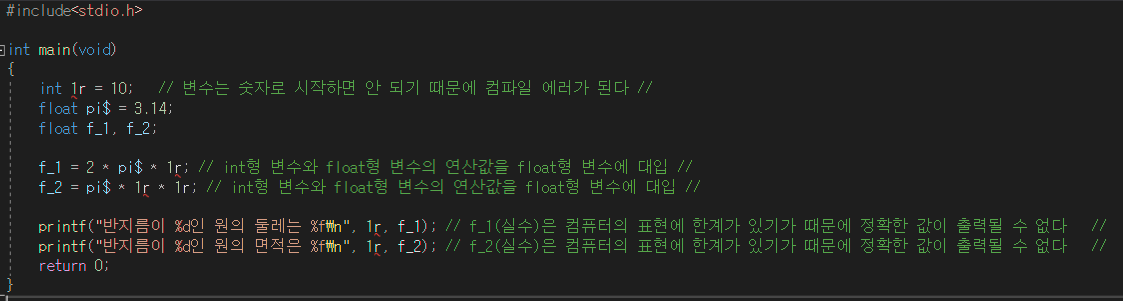 #include<stdio.h>
int main(void)
{
int 1r = 10; // 변수는 숫자로 시작하면 안 되기 때문에 컴파일 에러가 된다 //
float pi$ = 3.14;
float f_1, f_2;
f_1 = 2 * pi$ * 1r; // int형 변수와 float형 변수의 연산값을 float형 변수에 대입 //
f_2 = pi$ * 1r * 1r; // int형 변수와 float형 변수의 연산값을 float형 변수에 대입 //
printf("반지름이 %d인 원의 둘레는 %f₩n", 1r, f_1); // f_1(실수)은 컴퓨터의 표현에 한계가 있기가 때문에 정확한 값이 출력될 수 없다 //
printf("반지름이 %d인 원의 면적은 %f₩n", 1r, f_2); // f_2(실수)은 컴퓨터의 표현에 한계가 있기가 때문에 정확한 값이 출력될 수 없다 //
return 0;
}